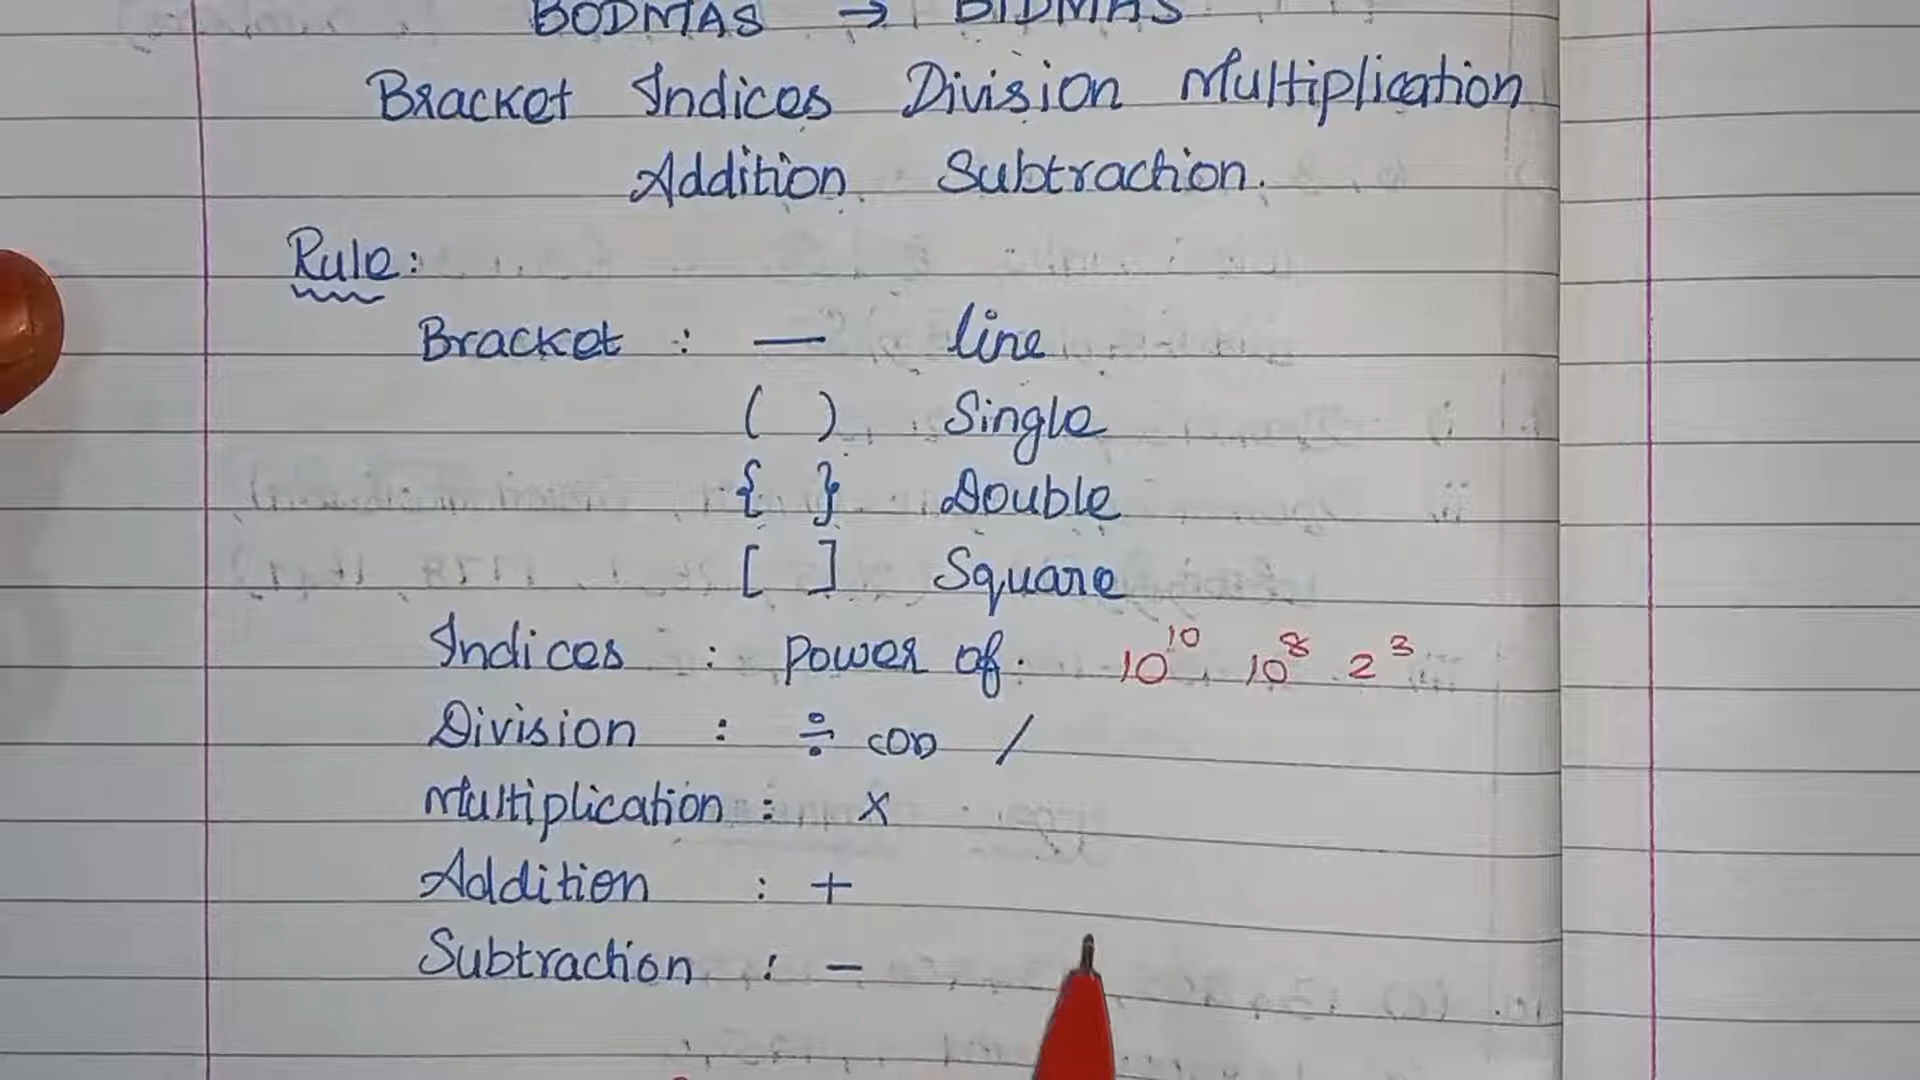 BODMAS → BIDMAS
Bracket Indices Division Multiplication
Addition Subtraction.
Rule:
Bracket : — line
( ) Single
{ } Double
[ ] Square
Indices : Power of. 10¹⁰ 10⁸ 2³
Division : ÷ (or) /
Multiplication : ×
Addition : +
Subtraction : −